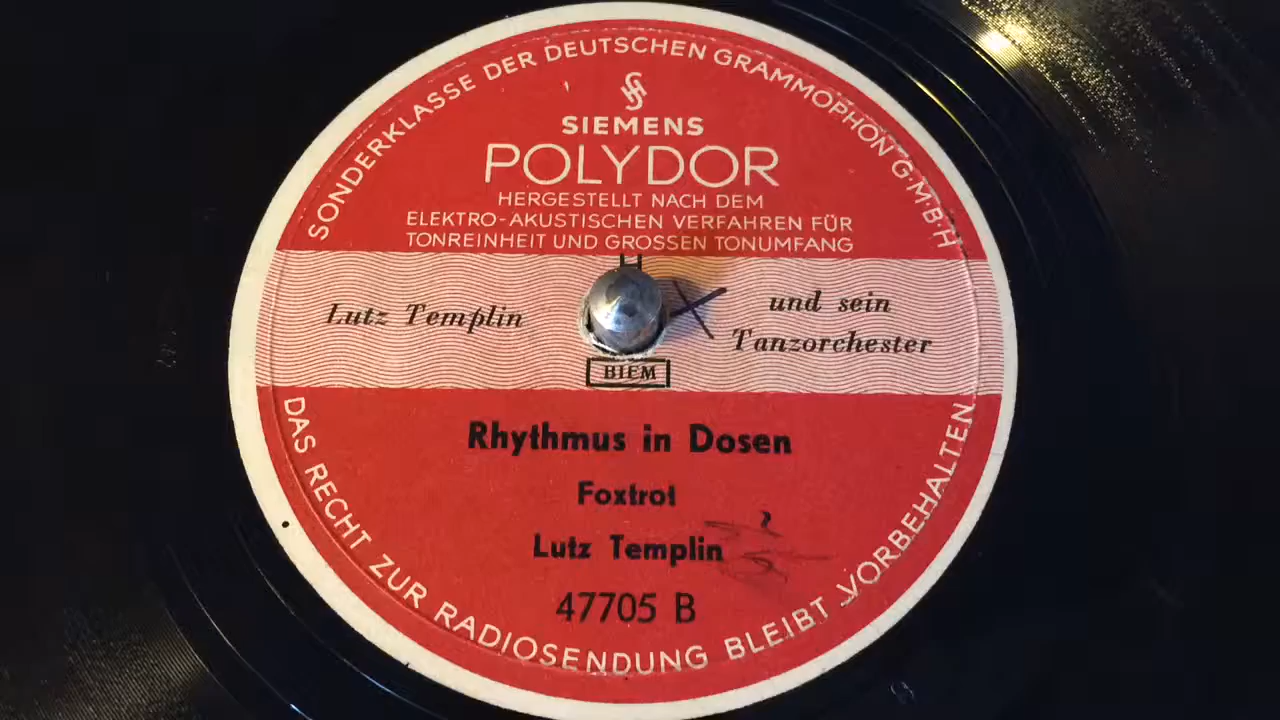 SONDERKLASSE DER DEUTSCHEN GRAMMOPHON G·M·B·H
SIEMENS
POLYDOR
HERGESTELLT NACH DEM
ELEKTRO-AKUSTISCHEN VERFAHREN FÜR
TONREINHEIT UND GROSSEN TONUMFANG
Lutz Templin
und sein
Tanzorchester
BIEM
Rhythmus in Dosen
Foxtrot
Lutz Templin
47705 B
DAS RECHT ZUR RADIOSENDUNG BLEIBT VORBEHALTEN